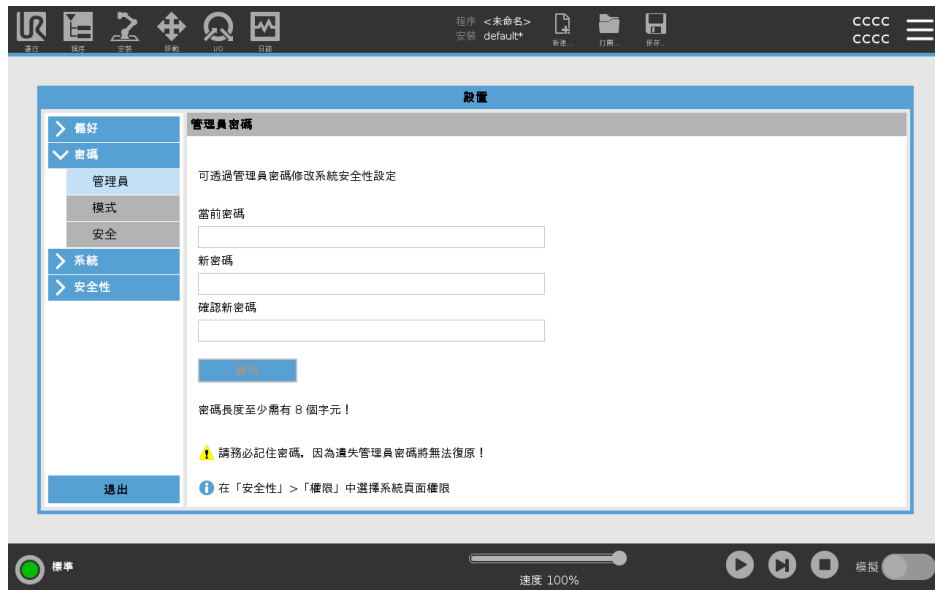 程序 <未命名>
安裝 default*
cccc
cccc
運行
程序
安裝
移動
I/O
日誌
新建...
打開...
保存...
設置
偏好
密碼
管理員
模式
安全
系統
安全性
退出
管理員密碼
可透過管理員密碼修改系統安全性設定
當前密碼
新密碼
確認新密碼
應用
密碼長度至少需有 8 個字元！
請務必記住密碼，因為遺失管理員密碼將無法復原！
在「安全性」>「權限」中選擇系統頁面權限
標準
速度 100%
模擬